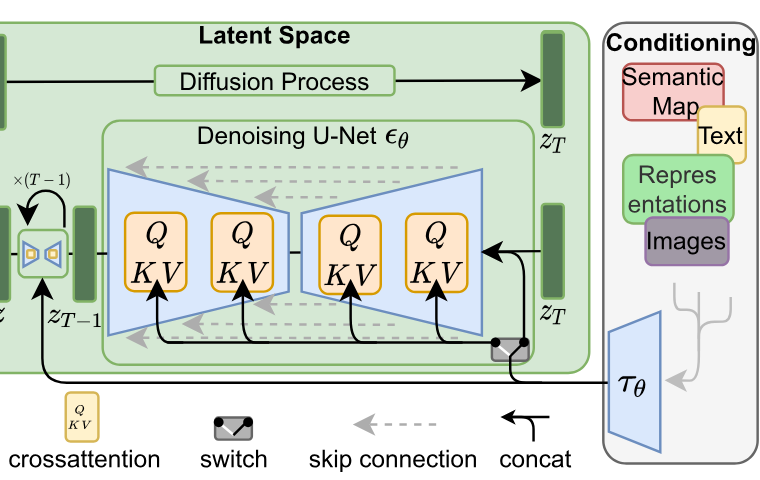 Latent Space
Conditioning
Diffusion Process
Semantic
Map
Text
Repres
entations
Images
Denoising U-Net ϵθ
zT
×(T−1)
Q
KV
Q
KV
Q
KV
Q
KV
z
zT−1
zT
τθ
Q
KV
crossattention
switch
skip connection
concat